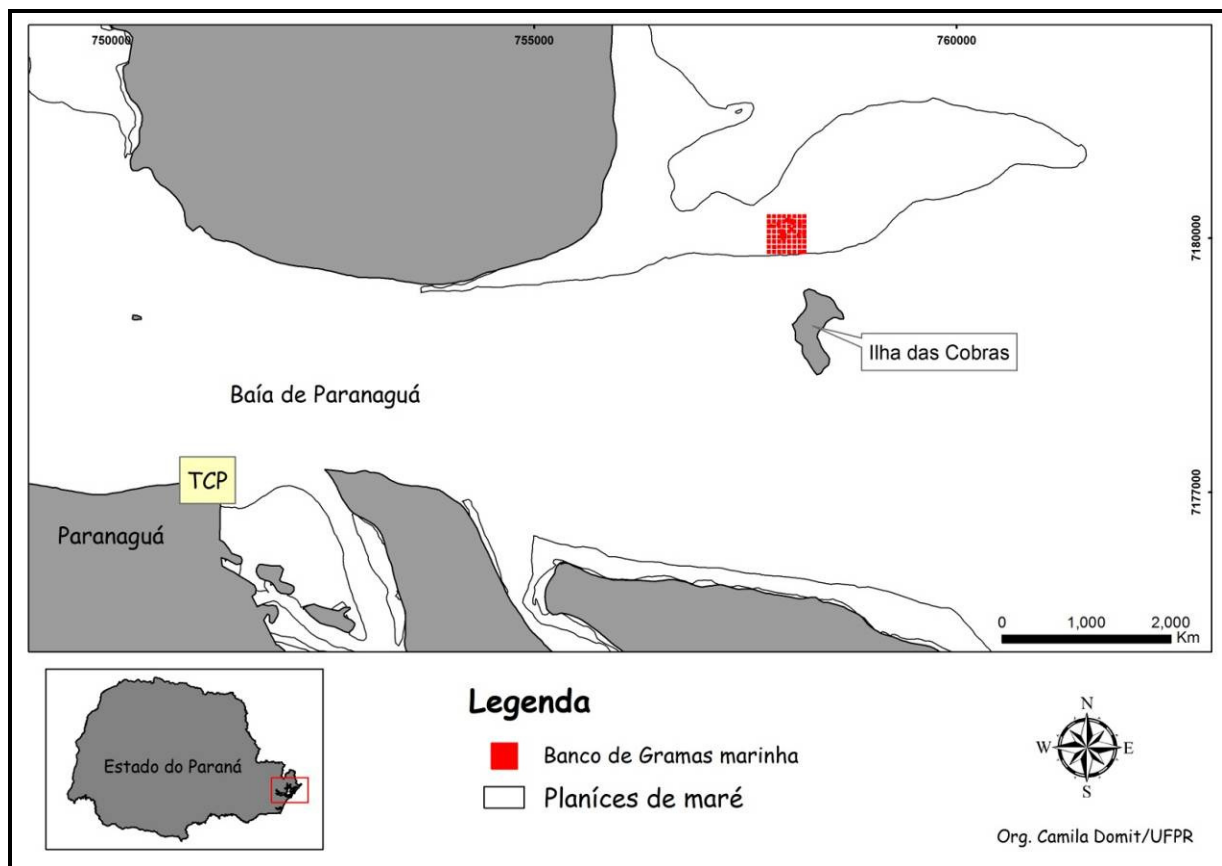 750000
755000
760000
7180000
Ilha das Cobras
Baía de Paranaguá
TCP
7177000
Paranaguá
0 1,000 2,000
Km
Legenda
Banco de Gramas marinha
Planíces de maré
Estado do Paraná
N
W E
S
Org. Camila Domit/UFPR